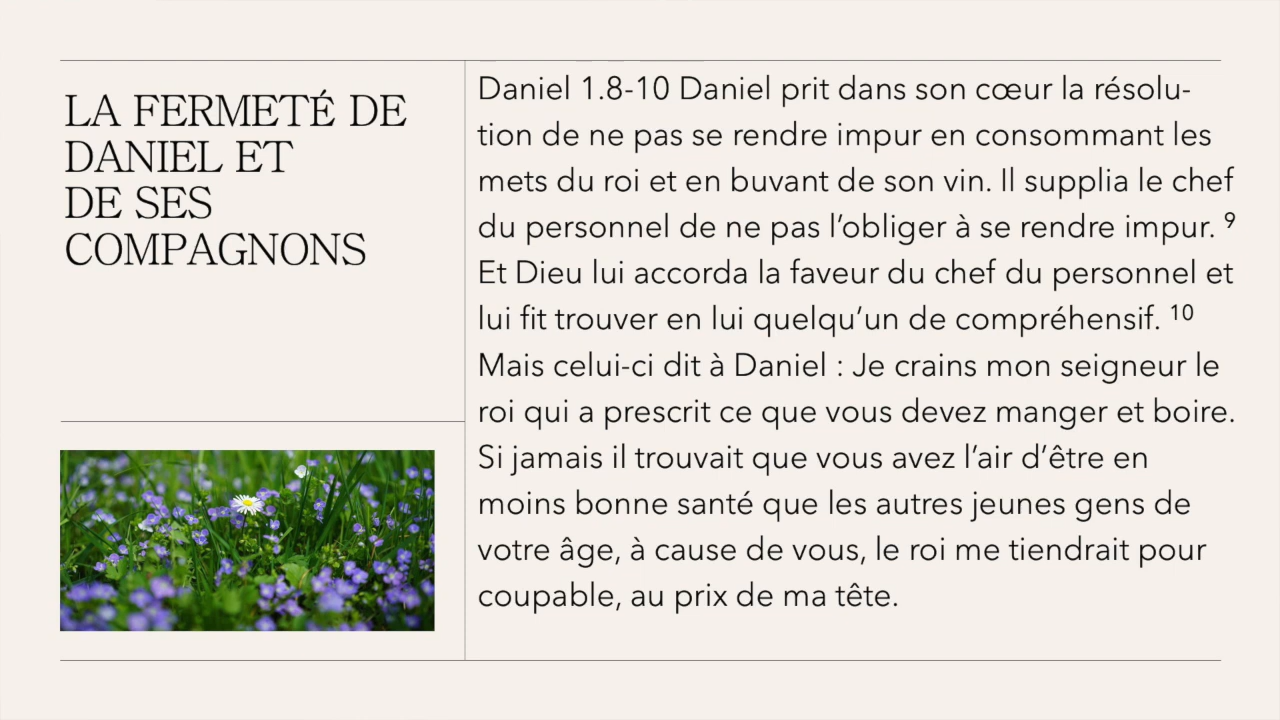 LA FERMETÉ DE
DANIEL ET
DE SES
COMPAGNONS
Daniel 1.8-10 Daniel prit dans son cœur la résolu-
tion de ne pas se rendre impur en consommant les
mets du roi et en buvant de son vin. Il supplia le chef
du personnel de ne pas l’obliger à se rendre impur. ⁹
Et Dieu lui accorda la faveur du chef du personnel et
lui fit trouver en lui quelqu’un de compréhensif. ¹⁰
Mais celui-ci dit à Daniel : Je crains mon seigneur le
roi qui a prescrit ce que vous devez manger et boire.
Si jamais il trouvait que vous avez l’air d’être en
moins bonne santé que les autres jeunes gens de
votre âge, à cause de vous, le roi me tiendrait pour
coupable, au prix de ma tête.